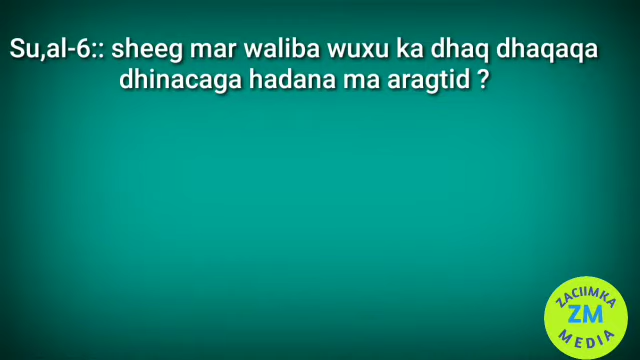 Su,al-6:: sheeg mar waliba wuxu ka dhaq dhaqaqa
dhinacaga hadana ma aragtid ?
ZACIIMKA
ZM
MEDIA